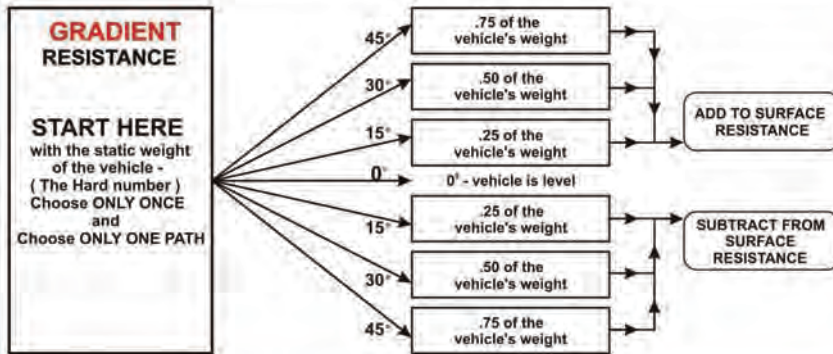 GRADIENT
RESISTANCE
START HERE
with the static weight
of the vehicle -
( The Hard number )
Choose ONLY ONCE
and
Choose ONLY ONE PATH
45°
.75 of the
vehicle's weight
30°
.50 of the
vehicle's weight
15°
.25 of the
vehicle's weight
0°
0° - vehicle is level
15°
.25 of the
vehicle's weight
30°
.50 of the
vehicle's weight
45°
.75 of the
vehicle's weight
ADD TO SURFACE
RESISTANCE
SUBTRACT FROM
SURFACE
RESISTANCE